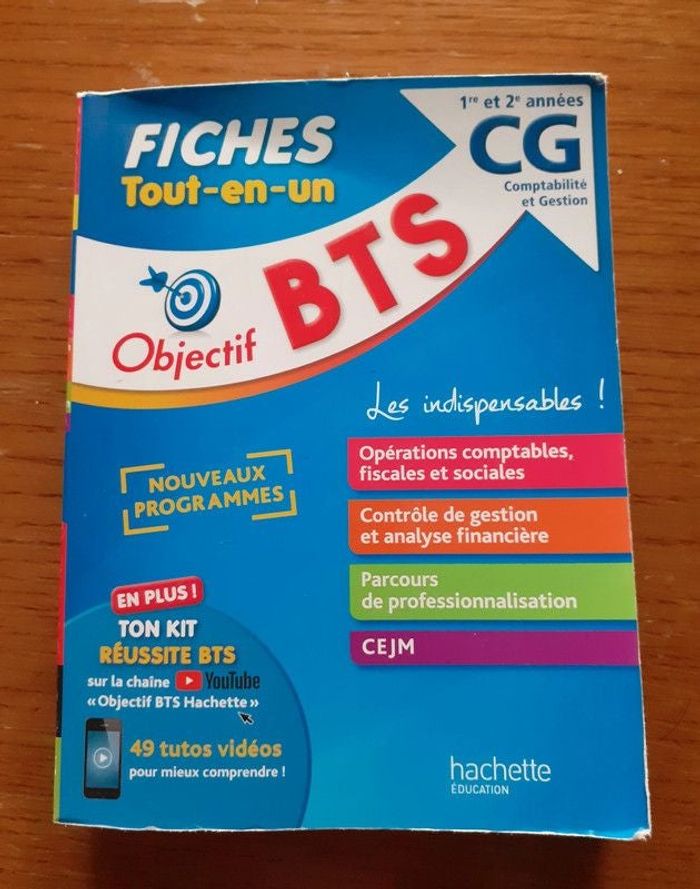 FICHES
Tout-en-un
1re et 2e années
CG
Comptabilité
et Gestion
Objectif BTS
Les indispensables !
NOUVEAUX
PROGRAMMES
Opérations comptables,
fiscales et sociales
Contrôle de gestion
et analyse financière
Parcours
de professionnalisation
CEJM
EN PLUS !
TON KIT
RÉUSSITE BTS
sur la chaîne YouTube
« Objectif BTS Hachette »
49 tutos vidéos
pour mieux comprendre !
hachette
ÉDUCATION